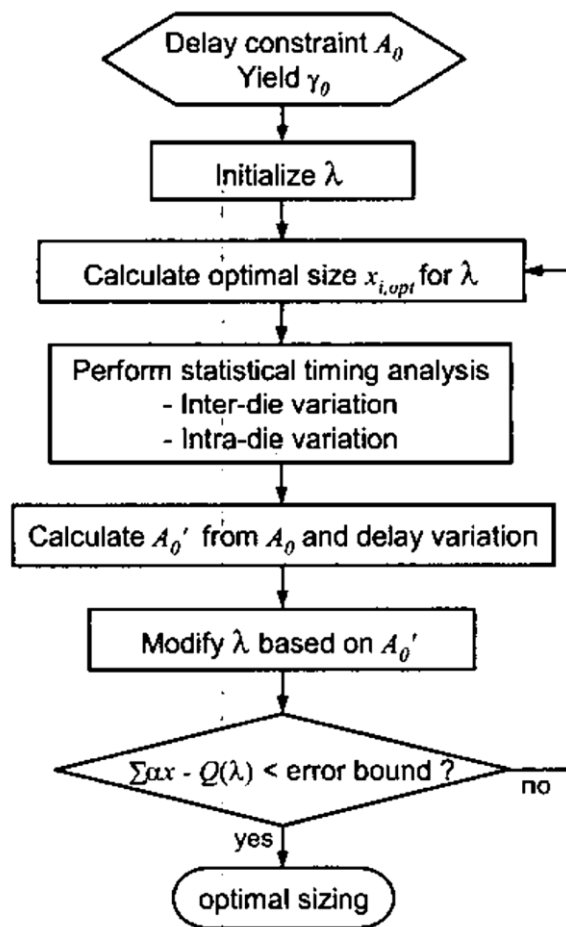 Delay constraint A₀
Yield γ₀
Initialize λ
Calculate optimal size x_{i,opt} for λ
Perform statistical timing analysis
- Inter-die variation
- Intra-die variation
Calculate A₀' from A₀ and delay variation
Modify λ based on A₀'
∑αx - Q(λ) < error bound ?
no
yes
optimal sizing